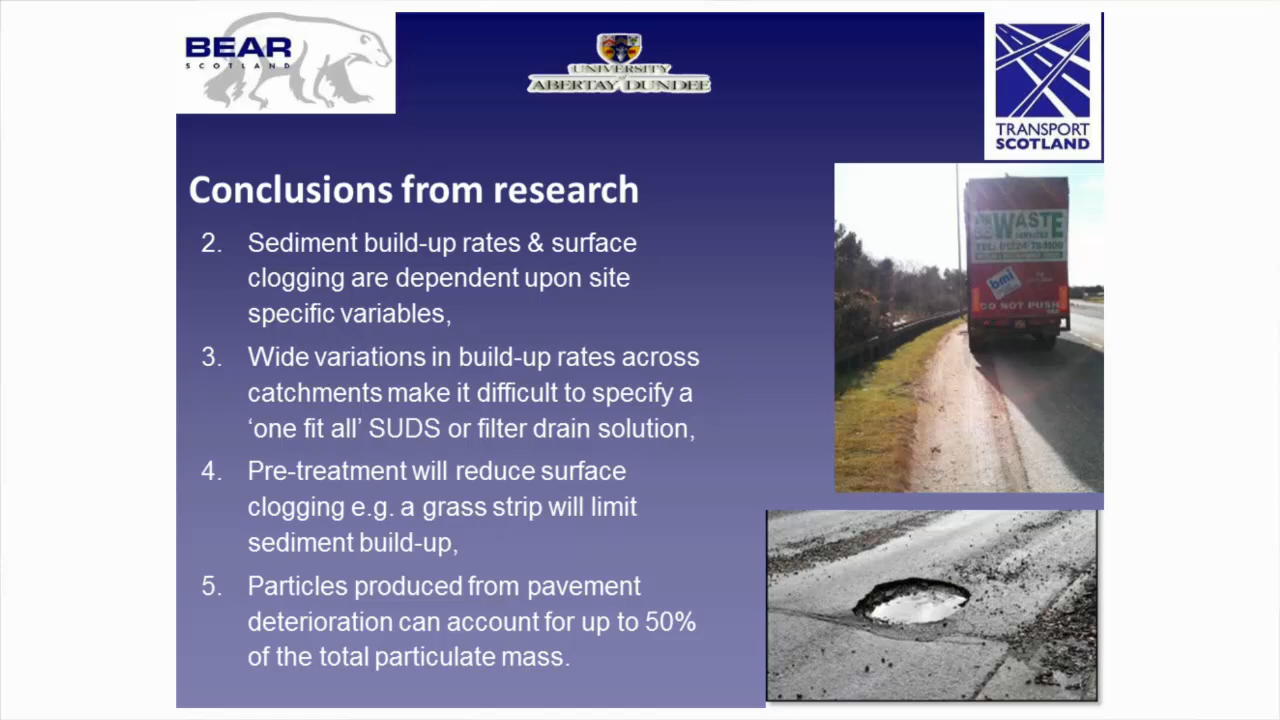 BEAR
SCOTLAND
UNIVERSITY
of
ABERTAY DUNDEE
TRANSPORT
SCOTLAND
Conclusions from research
2. Sediment build-up rates & surface
clogging are dependent upon site
specific variables,
3. Wide variations in build-up rates across
catchments make it difficult to specify a
‘one fit all’ SUDS or filter drain solution,
4. Pre-treatment will reduce surface
clogging e.g. a grass strip will limit
sediment build-up,
5. Particles produced from pavement
deterioration can account for up to 50%
of the total particulate mass.
WASTE
bmi
DO NOT PUSH